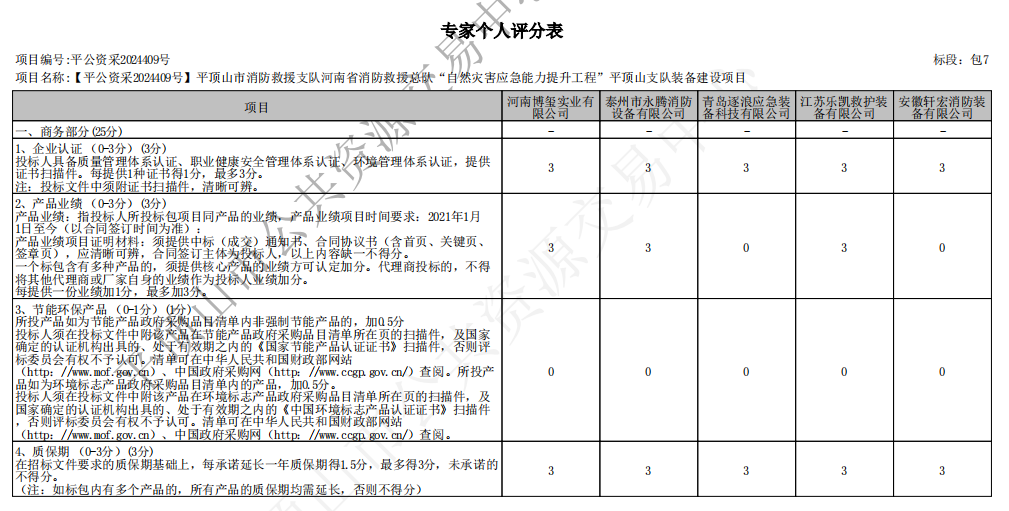 专家个人评分表
项目编号:平公资采2024409号
标段：包7
项目名称:【平公资采2024409号】平顶山市消防救援支队河南省消防救援总队“自然灾害应急能力提升工程”平顶山支队装备建设项目
项目
河南博玺实业有
限公司
泰州市永腾消防
设备有限公司
青岛逐浪应急装
备科技有限公司
江苏乐凯救护装
备有限公司
安徽轩宏消防装
备有限公司
一、商务部分(25分)
- - - - -
1、企业认证（0-3分）(3分)
投标人具备质量管理体系认证、职业健康安全管理体系认证、环境管理体系认证，提供
证书扫描件。每提供1种证书得1分，最多3分。
注：投标文件中须附证书扫描件，清晰可辨。
3 3 3 3 3
2、产品业绩（0-3分）(3分)
产品业绩：指投标人所投标包项目同产品的业绩，产品业绩项目时间要求：2021年1月
1日至今（以合同签订时间为准）：
产品业绩项目证明材料：须提供中标（成交）通知书、合同协议书（含首页、关键页、
签章页），应清晰可辨，合同签订主体为投标人，以上内容缺一不得分。
一个标包含有多种产品的，须提供核心产品的业绩方可认定加分。代理商投标的，不得
将其他代理商或厂家自身的业绩作为投标人业绩加分。
每提供一份业绩加1分，最多加3分。
3 3 0 3 0
3、节能环保产品（0-1分）(1分)
所投产品如为节能产品政府采购品目清单内非强制节能产品的，加0.5分
投标人须在投标文件中附该产品在节能产品政府采购品目清单所在页的扫描件，及国家
确定的认证机构出具的、处于有效期之内的《国家节能产品认证证书》扫描件，否则评
标委员会有权不予认可。清单可在中华人民共和国财政部网站
（http：//www.mof.gov.cn）、中国政府采购网（http：//www.ccgp.gov.cn/）查阅。所投产
品如为环境标志产品政府采购品目清单内的产品，加0.5分。
投标人须在投标文件中附该产品在环境标志产品政府采购品目清单所在页的扫描件，及
国家确定的认证机构出具的、处于有效期之内的《中国环境标志产品认证证书》扫描件
，否则评标委员会有权不予认可。清单可在中华人民共和国财政部网站
（http：//www.mof.gov.cn）、中国政府采购网（http：//www.ccgp.gov.cn/）查阅。
0 0 0 0 0
4、质保期（0-3分）(3分)
在招标文件要求的质保期基础上，每承诺延长一年质保期得1.5分，最多得3分，未承诺的
不得分。
（注：如标包内有多个产品的，所有产品的质保期均需延长，否则不得分）
3 3 3 3 3